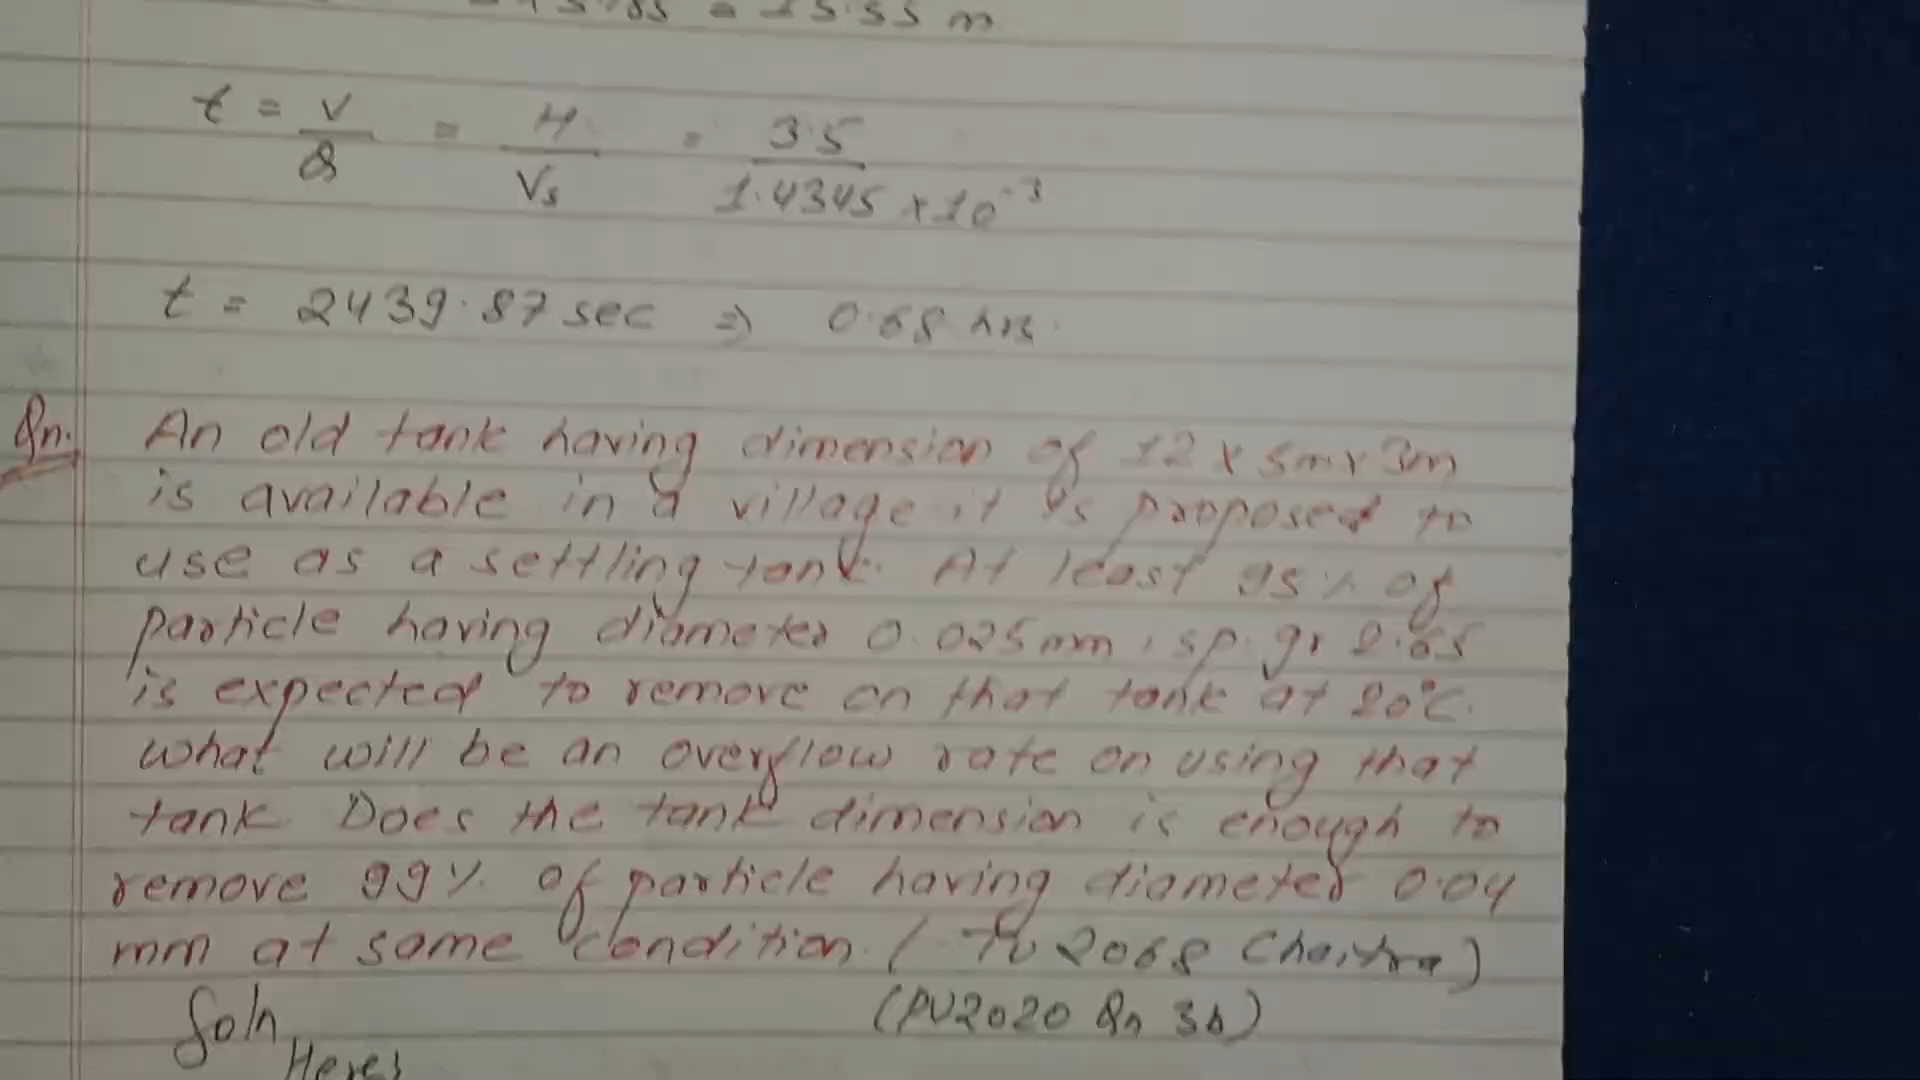 = 15.55 m
t = V/Q = H/Vs = 3.5/1.4345 x 10^-3
t = 2439.87 sec => 0.68 hrs.
Qn. An old tank having dimension of 12 x 5m x 3m
is available in a village it is proposed to
use as a settling tank. At least 95% of
particle having diameter 0.025mm, sp. gr 2.65
is expected to remove on that tank at 20°C.
What will be an overflow rate on using that
tank. Does the tank dimension is enough to
remove 99% of particle having diameter 0.04
mm at same condition. ( TU 2068 Chaitra)
Soln (PU2020 Qn 3b)
Here,